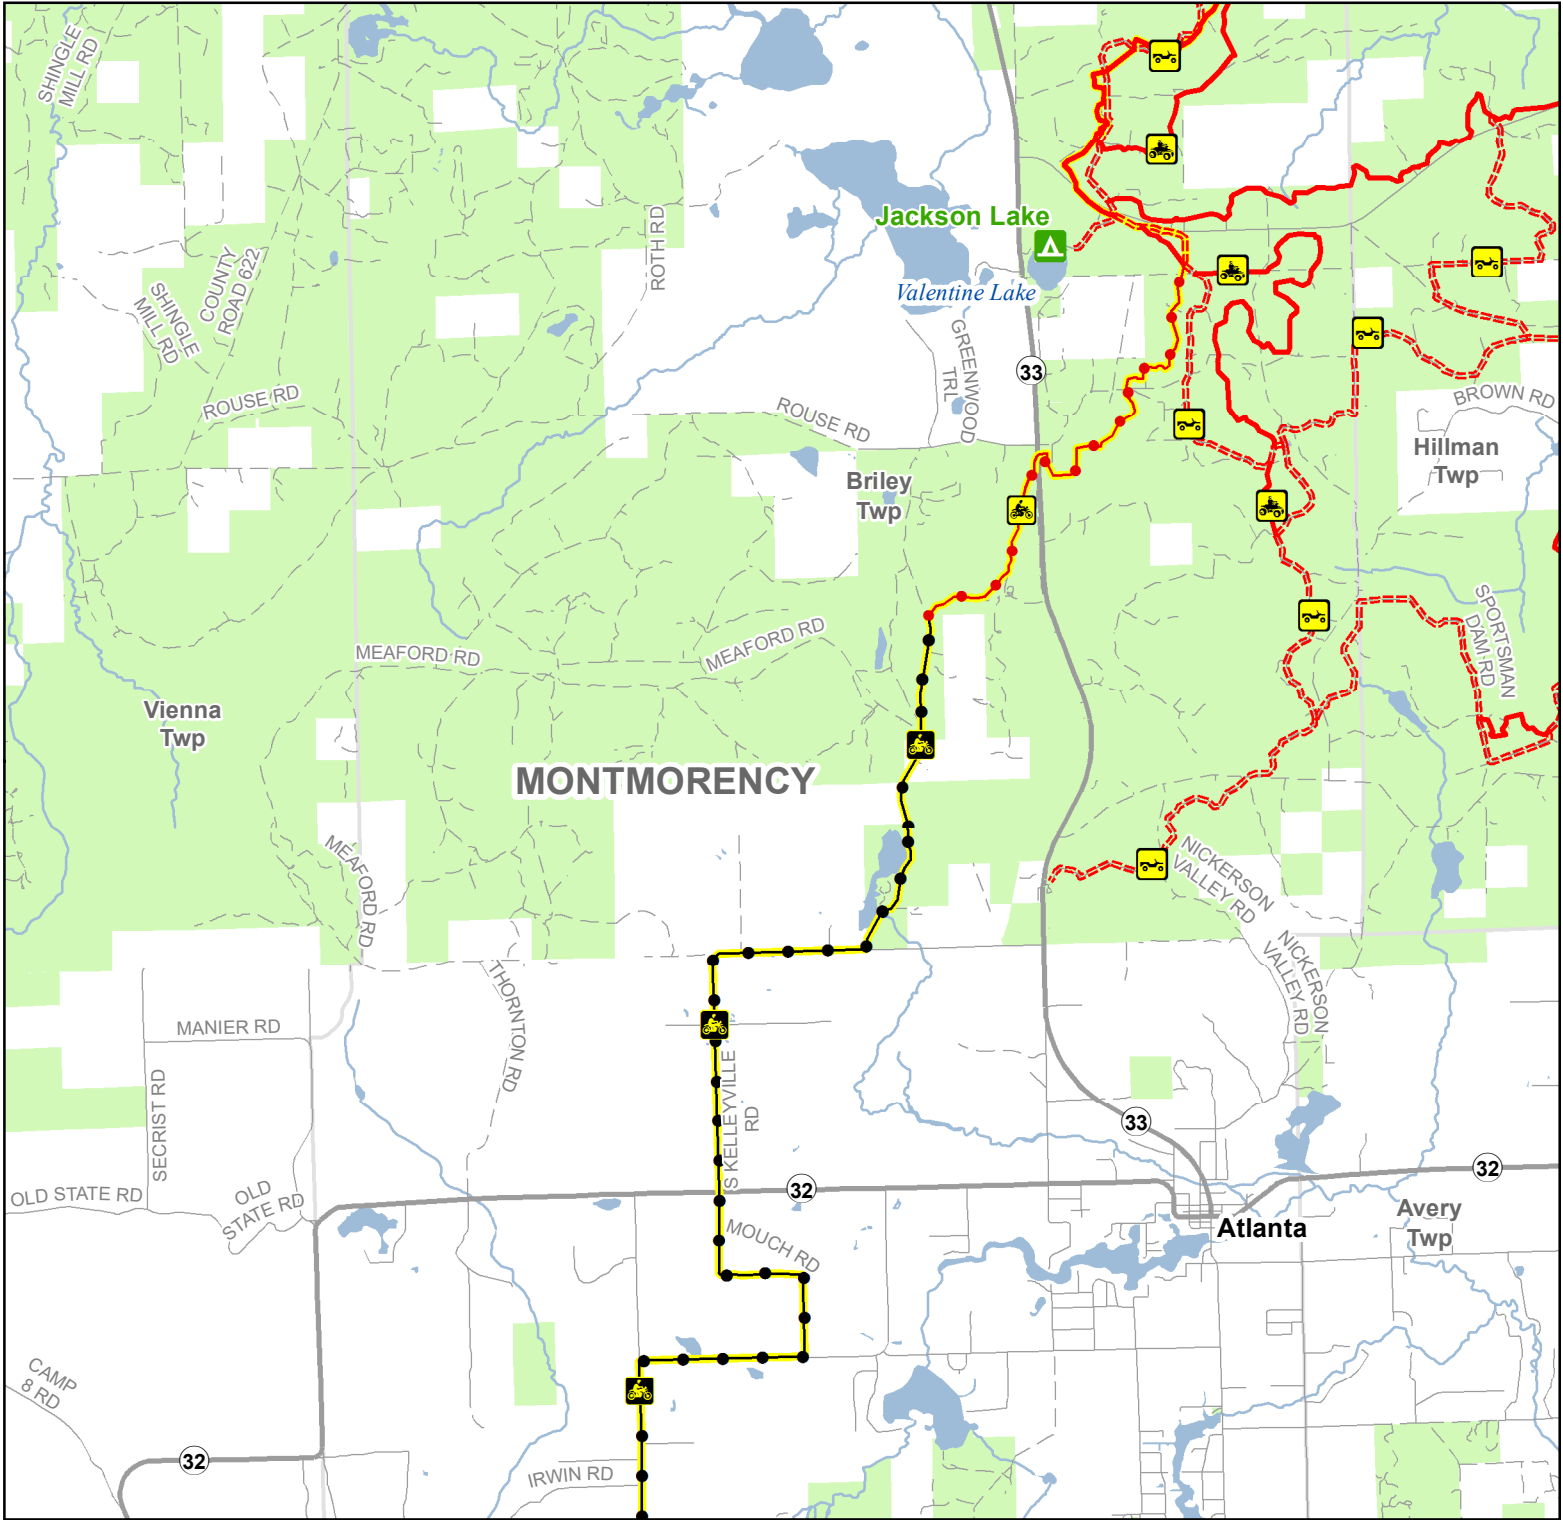 SHINGLE
MILL RD
Jackson Lake
ROTH RD
COUNTY
ROAD 622
SHINGLE
MILL RD
Valentine Lake
GREENWOOD
TRL
33
ROUSE RD
ROUSE RD
BROWN RD
Hillman
Twp
Briley
Twp
SPORTSMAN
DAM RD
MEAFORD RD
MEAFORD RD
Vienna
Twp
MONTMORENCY
MEAFORD RD
NICKERSON
VALLEY RD
NICKERSON
VALLEY RD
THORNTON RD
MANIER RD
SECRIST RD
S KELLEYVILLE
RD
33
32
32
OLD STATE RD
OLD
STATE RD
Avery
Twp
Atlanta
MOUCH RD
CAMP
8 RD
32
IRWIN RD